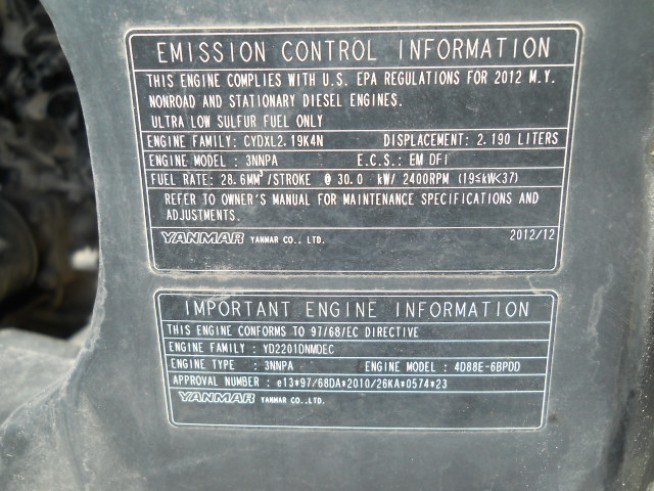 EMISSION CONTROL INFORMATION
THIS ENGINE COMPLIES WITH U.S. EPA REGULATIONS FOR 2012 M.Y.
NONROAD AND STATIONARY DIESEL ENGINES.
ULTRA LOW SULFUR FUEL ONLY
ENGINE FAMILY: CYDXL2.19K4N DISPLACEMENT: 2.190 LITERS
ENGINE MODEL : 3NNPA E.C.S.: EM DFI
FUEL RATE: 28.6MM³/STROKE @ 30.0 kW/ 2400RPM (19≤kW<37)
REFER TO OWNER'S MANUAL FOR MAINTENANCE SPECIFICATIONS AND
ADJUSTMENTS.
YANMAR YANMAR CO., LTD. 2012/12
IMPORTANT ENGINE INFORMATION
THIS ENGINE CONFORMS TO 97/68/EC DIRECTIVE
ENGINE FAMILY : YD2201DNMDEC
ENGINE TYPE : 3NNPA ENGINE MODEL : 4D88E-6BPDD
APPROVAL NUMBER : e13*97/68DA*2010/26KA*0574*23
YANMAR YANMAR CO.,LTD.